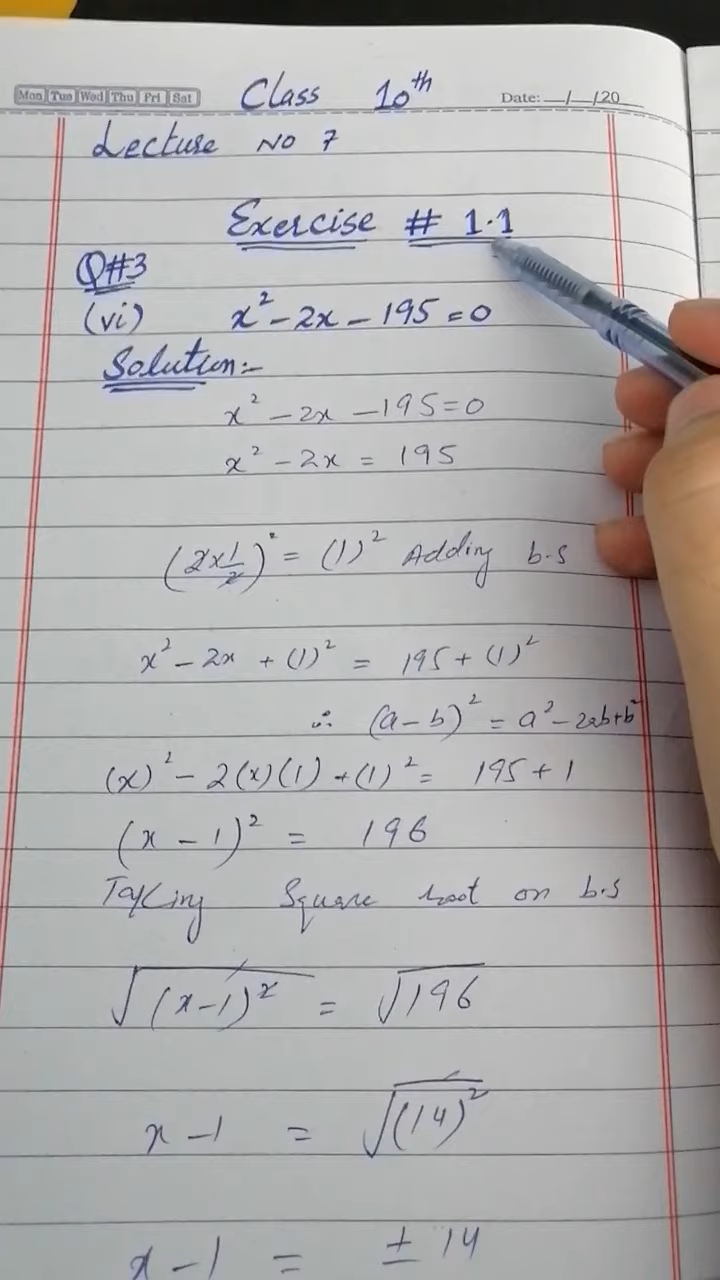 Mon Tue Wed Thu Fri Sat
Class 10th
Date: __/__/20__
Lecture No 7
Exercise # 1.1
Q#3
(vi) x² - 2x - 195 = 0
Solution:-
x² - 2x - 195 = 0
x² - 2x = 195
(2x1/2)² = (1)² Adding b.s
x² - 2x + (1)² = 195 + (1)²
∴ (a - b)² = a² - 2ab + b²
(x)² - 2(x)(1) + (1)² = 195 + 1
(x - 1)² = 196
Taking Square root on b.s
√(x-1)² = √196
x - 1 = √(14)²
x - 1 = ± 14